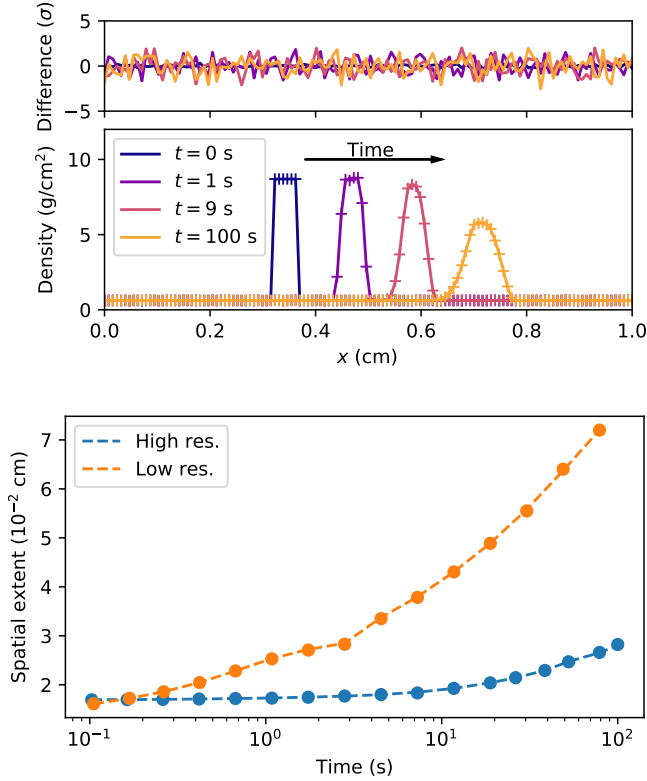 Difference (σ)
5
0
−5
Density (g/cm²)
10
5
0
t = 0 s
t = 1 s
t = 9 s
t = 100 s
Time
0.0 0.2 0.4 0.6 0.8 1.0
x (cm)
Spatial extent (10⁻² cm)
7
6
5
4
3
2
High res.
Low res.
10⁻¹ 10⁰ 10¹ 10²
Time (s)